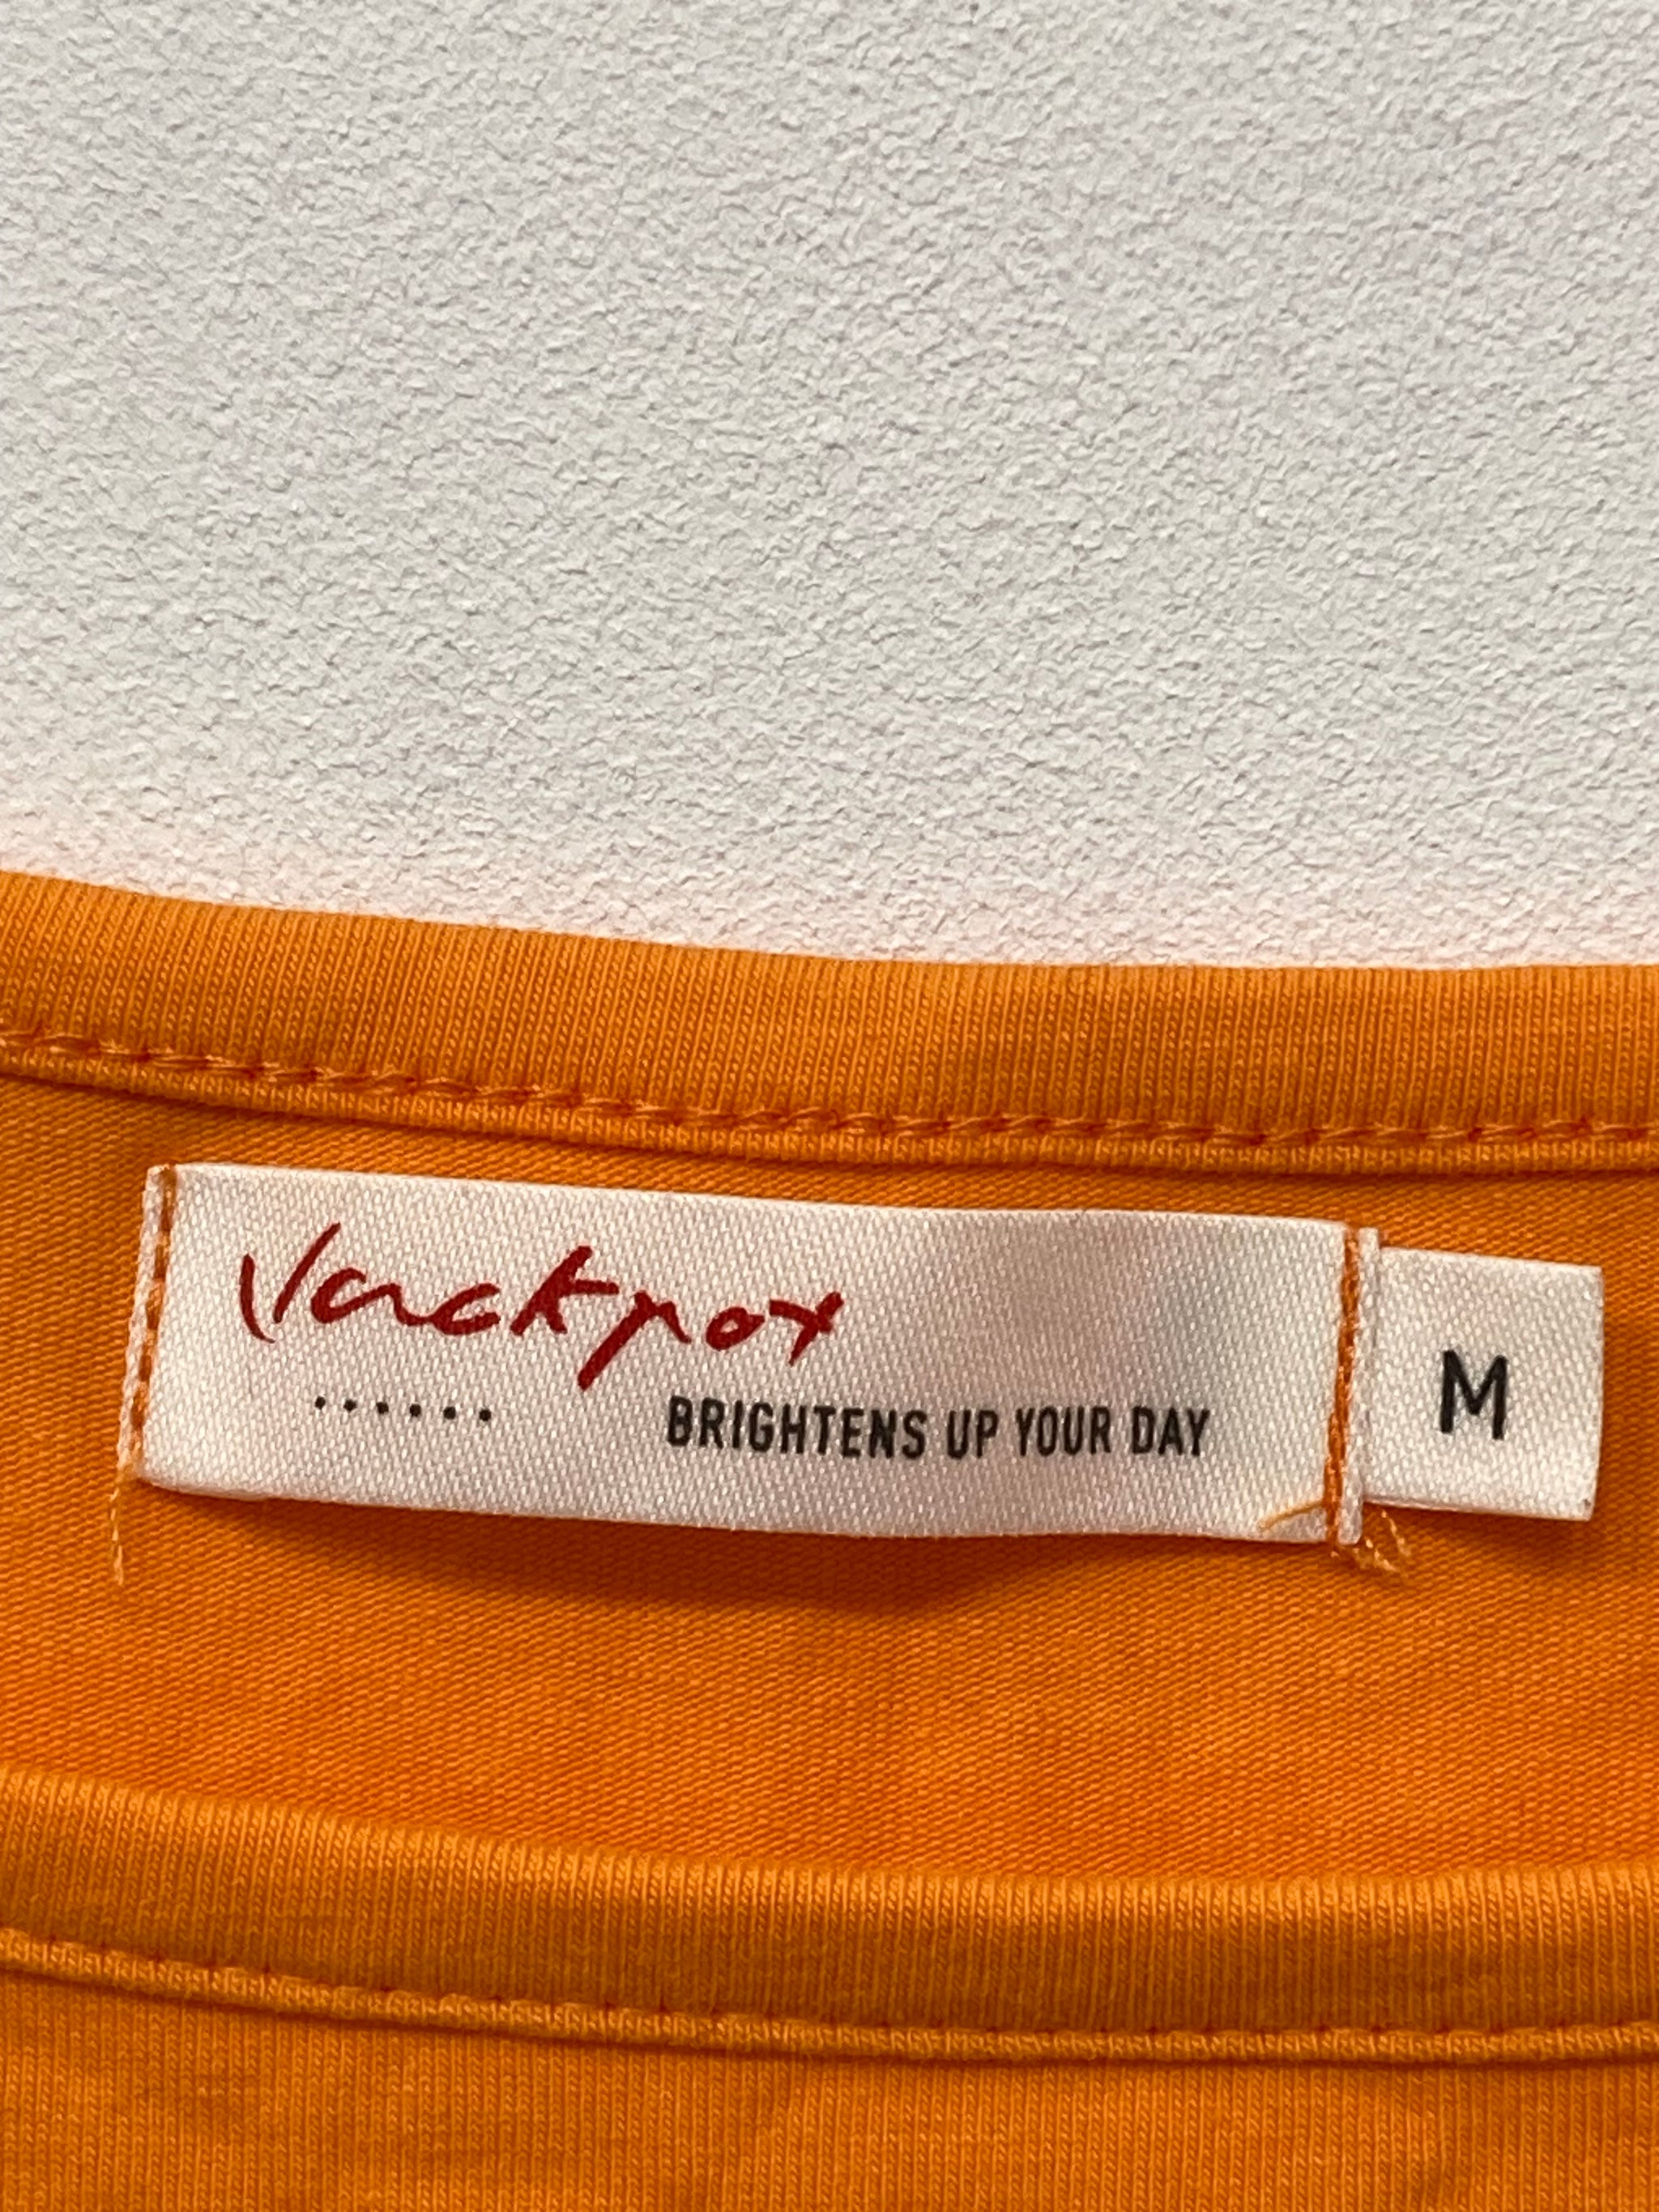 Jackpot
...... BRIGHTENS UP YOUR DAY
M